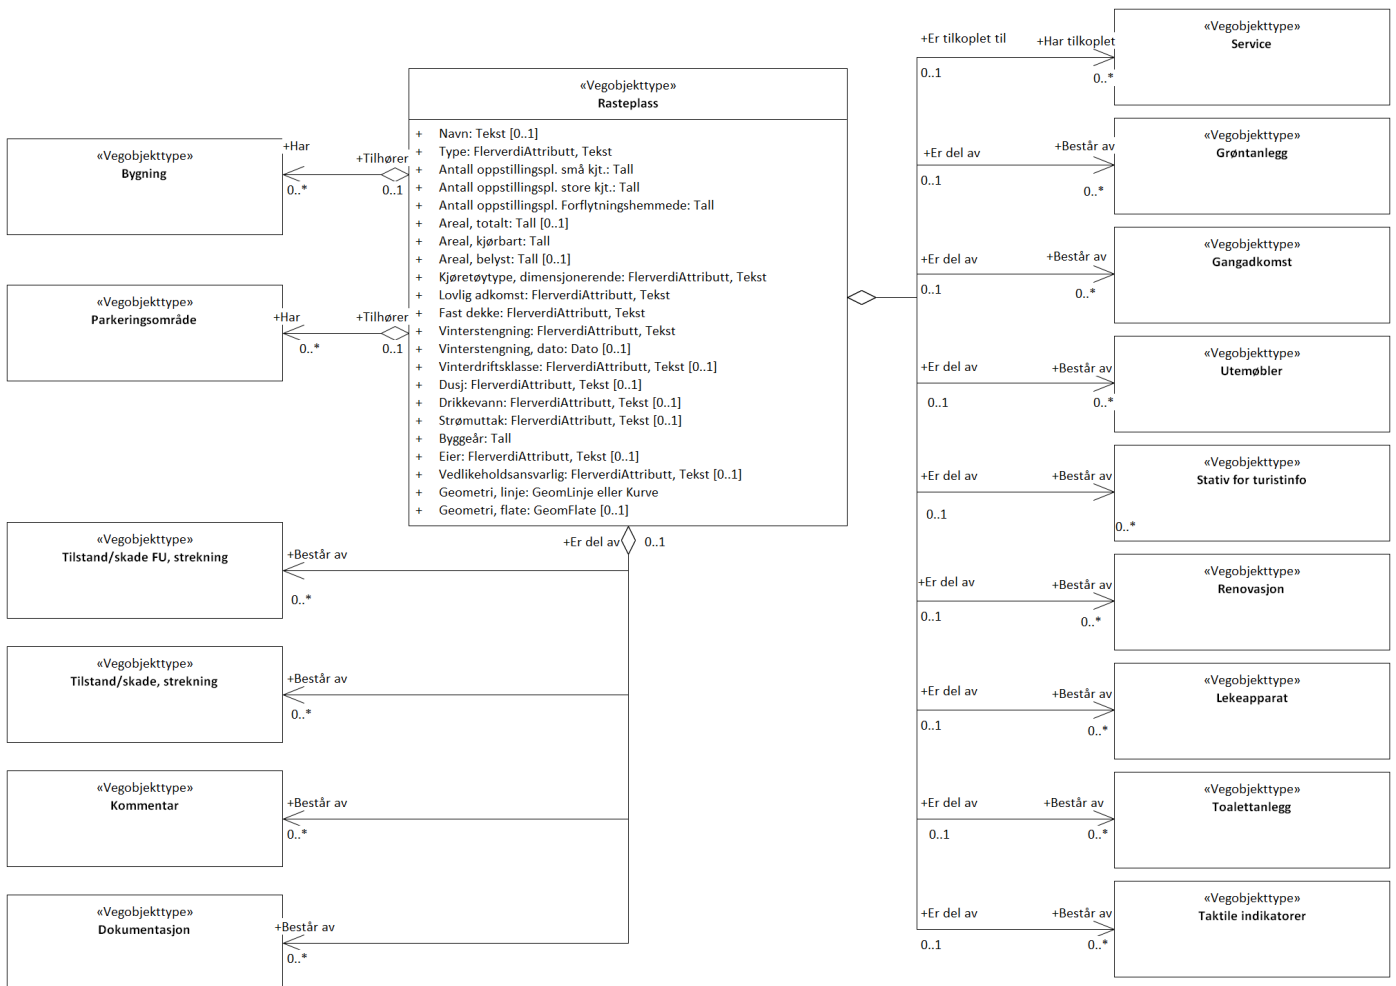 «Vegobjekttype»
Rasteplass
+ Navn: Tekst [0..1]
+ Type: FlerverdiAttributt, Tekst
+ Antall oppstillingspl. små kjt.: Tall
+ Antall oppstillingspl. store kjt.: Tall
+ Antall oppstillingspl. Forflytningshemmede: Tall
+ Areal, totalt: Tall [0..1]
+ Areal, kjørbart: Tall
+ Areal, belyst: Tall [0..1]
+ Kjøretøytype, dimensjonerende: FlerverdiAttributt, Tekst
+ Lovlig adkomst: FlerverdiAttributt, Tekst
+ Fast dekke: FlerverdiAttributt, Tekst
+ Vinterstengning: FlerverdiAttributt, Tekst
+ Vinterstengning, dato: Dato [0..1]
+ Vinterdriftsklasse: FlerverdiAttributt, Tekst [0..1]
+ Dusj: FlerverdiAttributt, Tekst [0..1]
+ Drikkevann: FlerverdiAttributt, Tekst [0..1]
+ Strømuttak: FlerverdiAttributt, Tekst [0..1]
+ Byggeår: Tall
+ Eier: FlerverdiAttributt, Tekst [0..1]
+ Vedlikeholdsansvarlig: FlerverdiAttributt, Tekst [0..1]
+ Geometri, linje: GeomLinje eller Kurve
+ Geometri, flate: GeomFlate [0..1]
«Vegobjekttype»
Bygning
+Har
0..*
+Tilhører
0..1
«Vegobjekttype»
Parkeringsområde
+Har
0..*
+Tilhører
0..1
+Er del av
0..1
«Vegobjekttype»
Tilstand/skade FU, strekning
+Består av
0..*
«Vegobjekttype»
Tilstand/skade, strekning
+Består av
0..*
«Vegobjekttype»
Kommentar
+Består av
0..*
«Vegobjekttype»
Dokumentasjon
+Består av
0..*
+Er tilkoplet til
0..1
+Har tilkoplet
0..*
«Vegobjekttype»
Service
+Er del av
0..1
+Består av
0..*
«Vegobjekttype»
Grøntanlegg
+Er del av
0..1
+Består av
0..*
«Vegobjekttype»
Gangadkomst
+Er del av
0..1
+Består av
0..*
«Vegobjekttype»
Utemøbler
+Er del av
0..1
+Består av
0..*
«Vegobjekttype»
Stativ for turistinfo
+Er del av
0..1
+Består av
0..*
«Vegobjekttype»
Renovasjon
+Er del av
0..1
+Består av
0..*
«Vegobjekttype»
Lekeapparat
+Er del av
0..1
+Består av
0..*
«Vegobjekttype»
Toalettanlegg
+Er del av
0..1
+Består av
0..*
«Vegobjekttype»
Taktile indikatorer